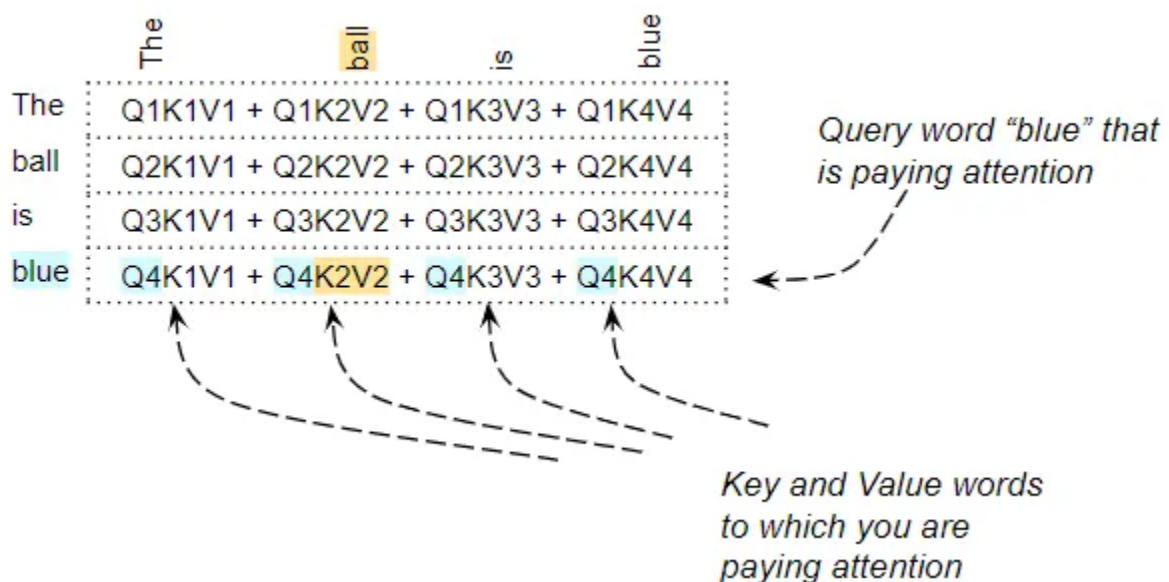 The ball is blue
The Q1K1V1 + Q1K2V2 + Q1K3V3 + Q1K4V4
ball Q2K1V1 + Q2K2V2 + Q2K3V3 + Q2K4V4
is Q3K1V1 + Q3K2V2 + Q3K3V3 + Q3K4V4
blue Q4K1V1 + Q4K2V2 + Q4K3V3 + Q4K4V4
Query word “blue” that
is paying attention
Key and Value words
to which you are
paying attention